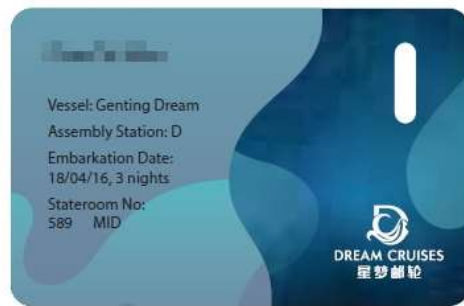 Vessel: Genting Dream
Assembly Station: D
Embarkation Date:
18/04/16, 3 nights
Stateroom No:
589 MID
DREAM CRUISES
星梦邮轮